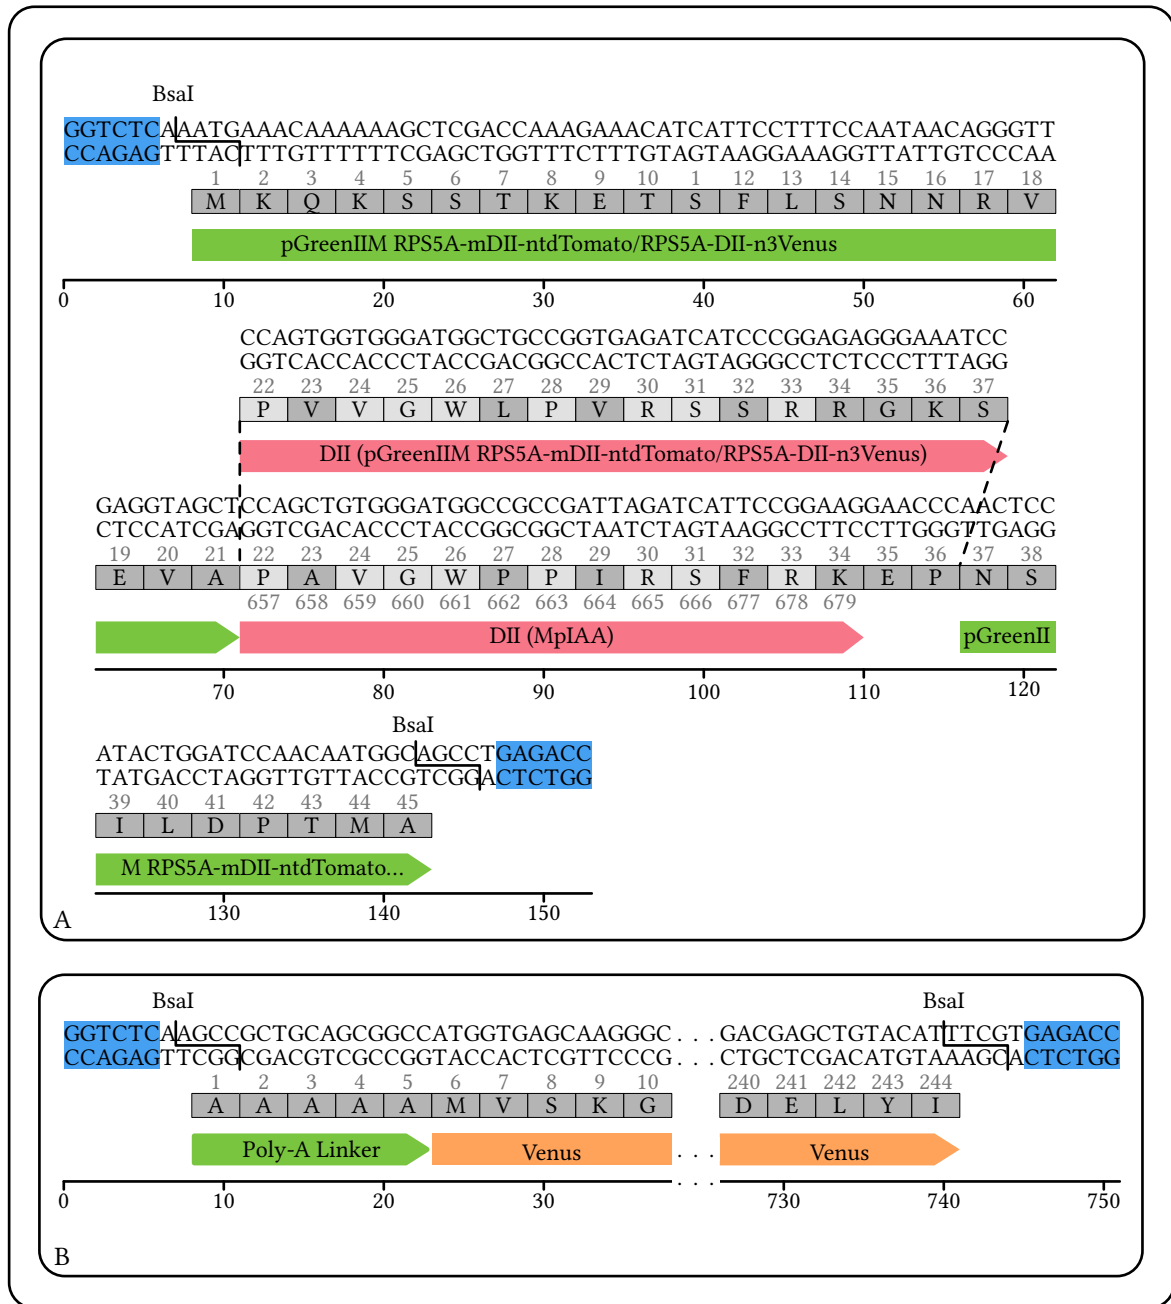 BsaI
GGTCTCAAATGAAACAAAAAAGCTCGACCAAAGAAACATCATTCCTTTCCAATAACAGGGTT
CCAGAGTTTACTTTGTTTTTTCGAGCTGGTTTCTTTGTAGTAAGGAAAGGTTATTGTCCCAA
1 2 3 4 5 6 7 8 9 10 1 12 13 14 15 16 17 18
M K Q K S S T K E T S F L S N N R V
pGreenIIM RPS5A-mDII-ntdTomato/RPS5A-DII-n3Venus
0 10 20 30 40 50 60
CCAGTGGTGGGATGGCTGCCGGTGAGATCATCCCGGAGAGGGAAATCC
GGTCACCACCCTACCGACGGCCACTCTAGTAGGGCCTCTCCCTTTAGG
22 23 24 25 26 27 28 29 30 31 32 33 34 35 36 37
P V V G W L P V R S S R R G K S
DII (pGreenIIM RPS5A-mDII-ntdTomato/RPS5A-DII-n3Venus)
GAGGTAGCTCCAGCTGTGGGATGGCCGCCGATTAGATCATTCCGGAAGGAACCCAACTCC
CTCCATCGAGGTCGACACCCTACCGGCGGCTAATCTAGTAAGGCCTTCCTTGGGTTGAGG
19 20 21 22 23 24 25 26 27 28 29 30 31 32 33 34 35 36 37 38
E V A P A V G W P P I R S F R K E P N S
657 658 659 660 661 662 663 664 665 666 677 678 679
DII (MpIAA) pGreenII
70 80 90 100 110 120
BsaI
ATACTGGATCCAACAATGGCAGCCTGAGACC
TATGACCTAGGTTGTTACCGTCGGACTCTGG
39 40 41 42 43 44 45
I L D P T M A
M RPS5A-mDII-ntdTomato...
130 140 150
A
BsaI BsaI
GGTCTCAAGCCGCTGCAGCGGCCATGGTGAGCAAGGGC . . . GACGAGCTGTACATTTCGTGAGACC
CCAGAGTTCGGCGACGTCGCCGGTACCACTCGTTCCCG . . . CTGCTCGACATGTAAAGCACTCTGG
1 2 3 4 5 6 7 8 9 10 240 241 242 243 244
A A A A A M V S K G D E L Y I
Poly-A Linker Venus . . . Venus
0 10 20 30 . . . 730 740 750
B